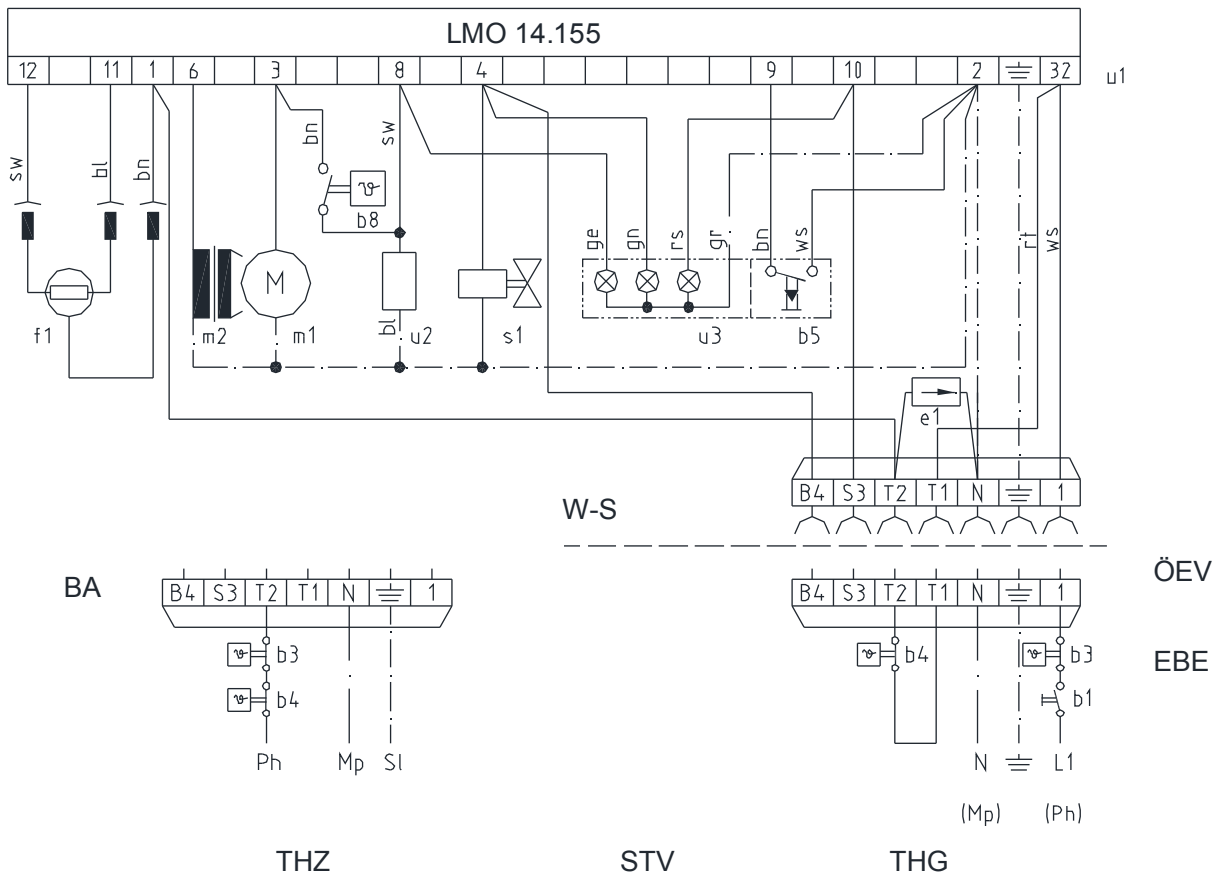 LMO 14.155
12 11 1 6 3 8 4 9 10 2 32 u1
sw bl bn bn sw
ϑ
b8
ge gn rs gr bn ws rt ws
M
f1 m2 m1 bl u2 s1 u3 b5
e1
B4 S3 T2 T1 N 1
W-S
ÖEV
BA
B4 S3 T2 T1 N 1
B4 S3 T2 T1 N 1
ϑ b3
ϑ b4
ϑ b4
ϑ b3
b1
EBE
Ph Mp Sl
N L1
(Mp) (Ph)
THZ STV THG